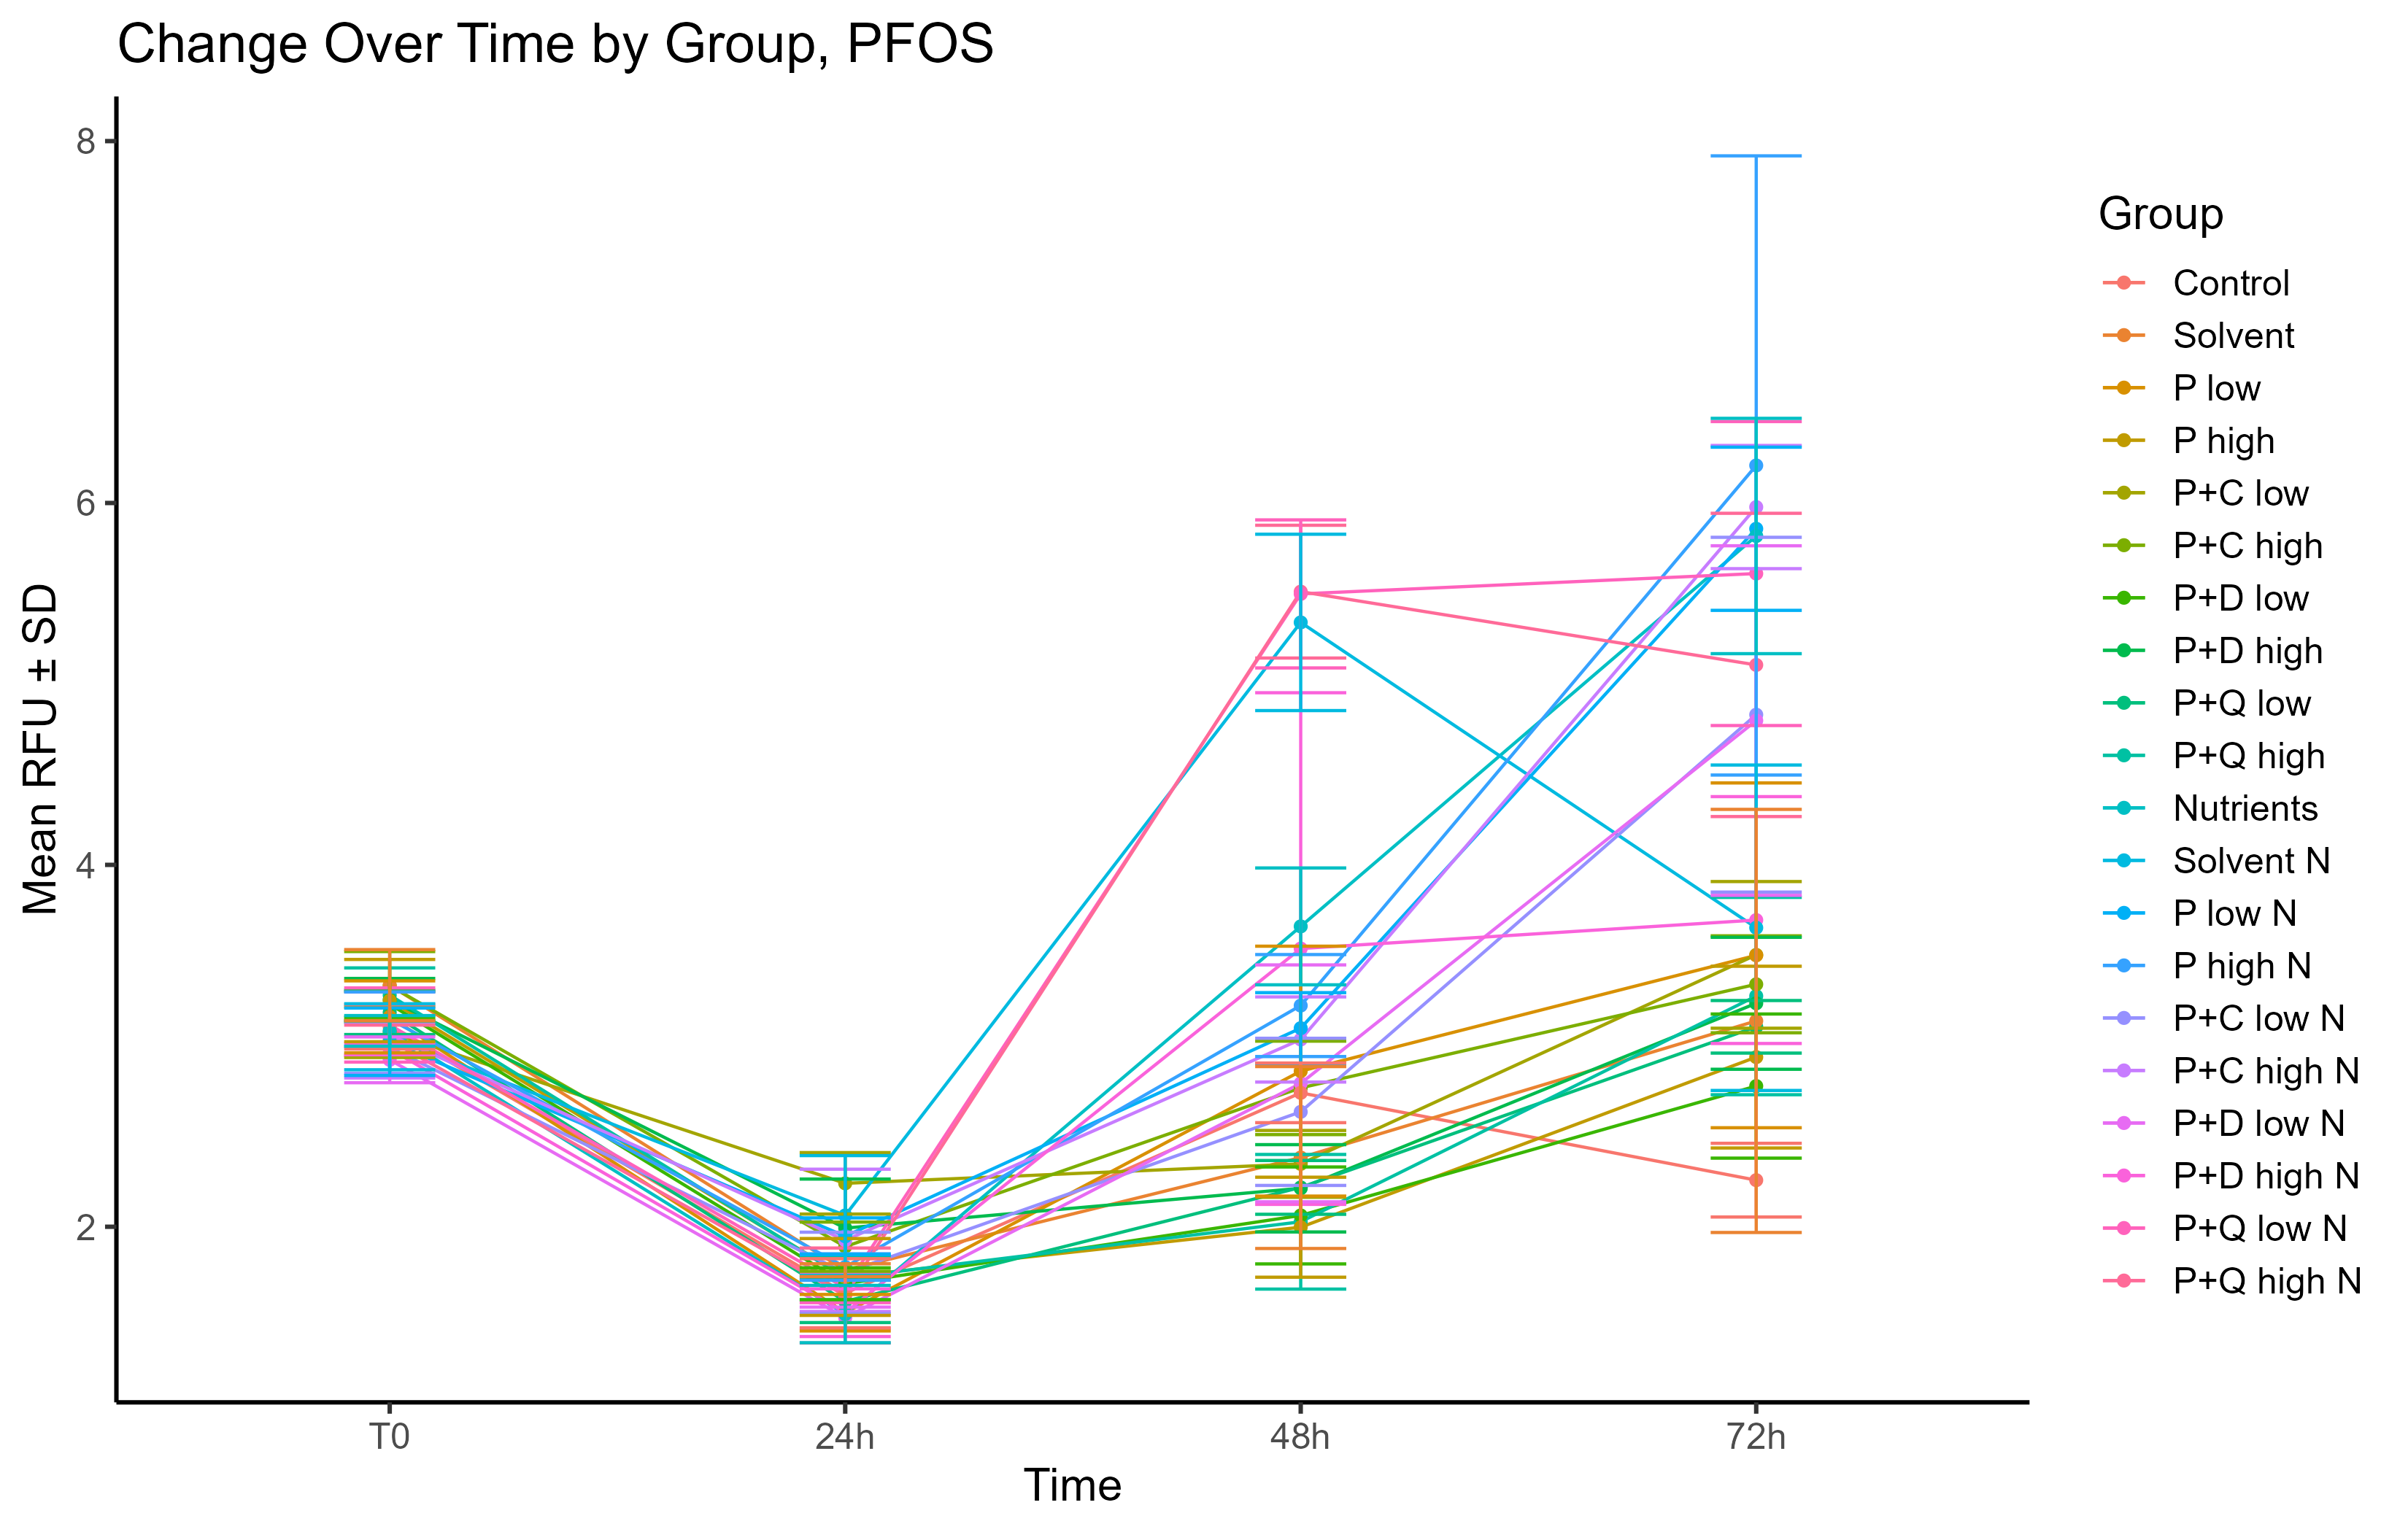 Change Over Time by Group, PFOS
Mean RFU ± SD
8
6
4
2
T0
24h
48h
72h
Time
Group
Control
Solvent
P low
P high
P+C low
P+C high
P+D low
P+D high
P+Q low
P+Q high
Nutrients
Solvent N
P low N
P high N
P+C low N
P+C high N
P+D low N
P+D high N
P+Q low N
P+Q high N